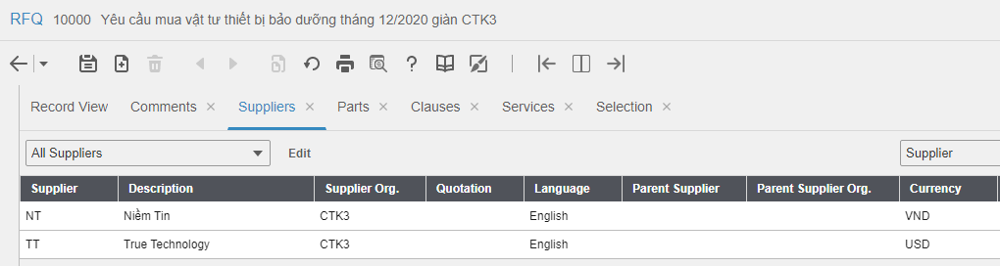 RFQ 10000 Yêu cầu mua vật tư thiết bị bảo dưỡng tháng 12/2020 giàn CTK3
Record View Comments Suppliers Parts Clauses Services Selection
All Suppliers Edit Supplier
Supplier Description Supplier Org. Quotation Language Parent Supplier Parent Supplier Org. Currency
NT Niềm Tin CTK3 English VND
TT True Technology CTK3 English USD